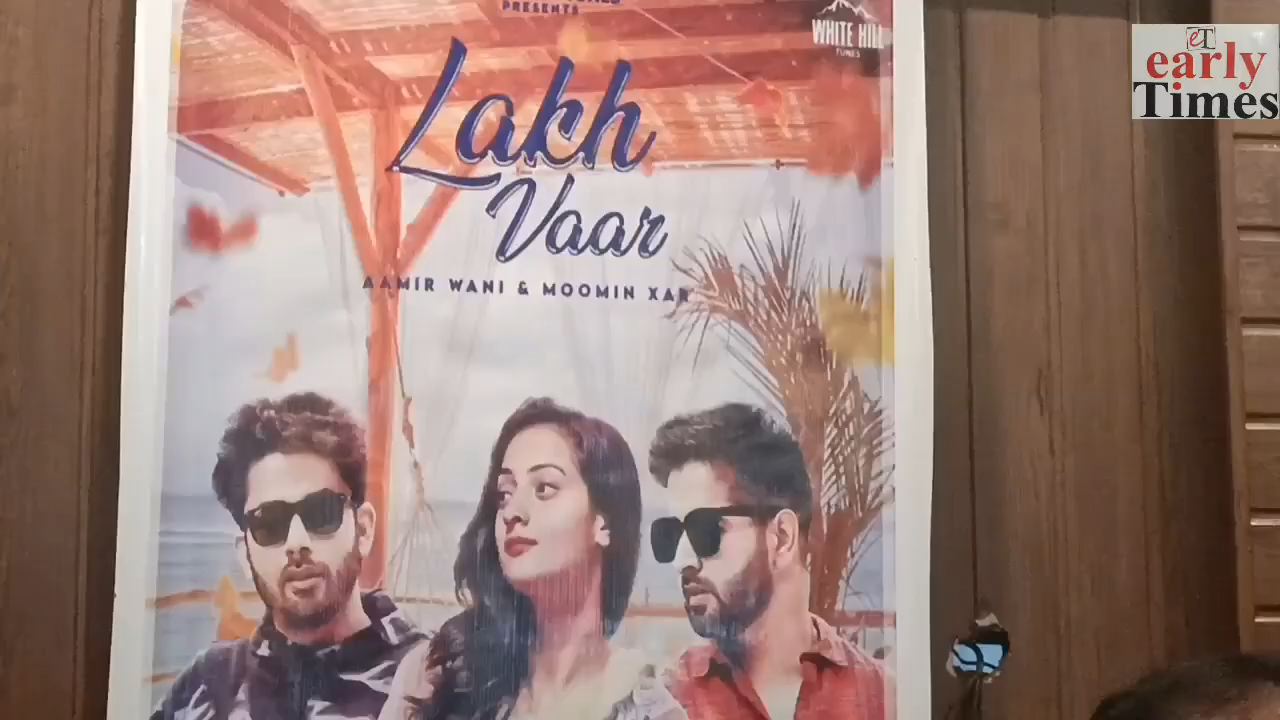 PRESENTS
WHITE HILL
TUNES
eT
early
Times
Lakh
Vaar
AAMIR WANI & MOOMIN XAR